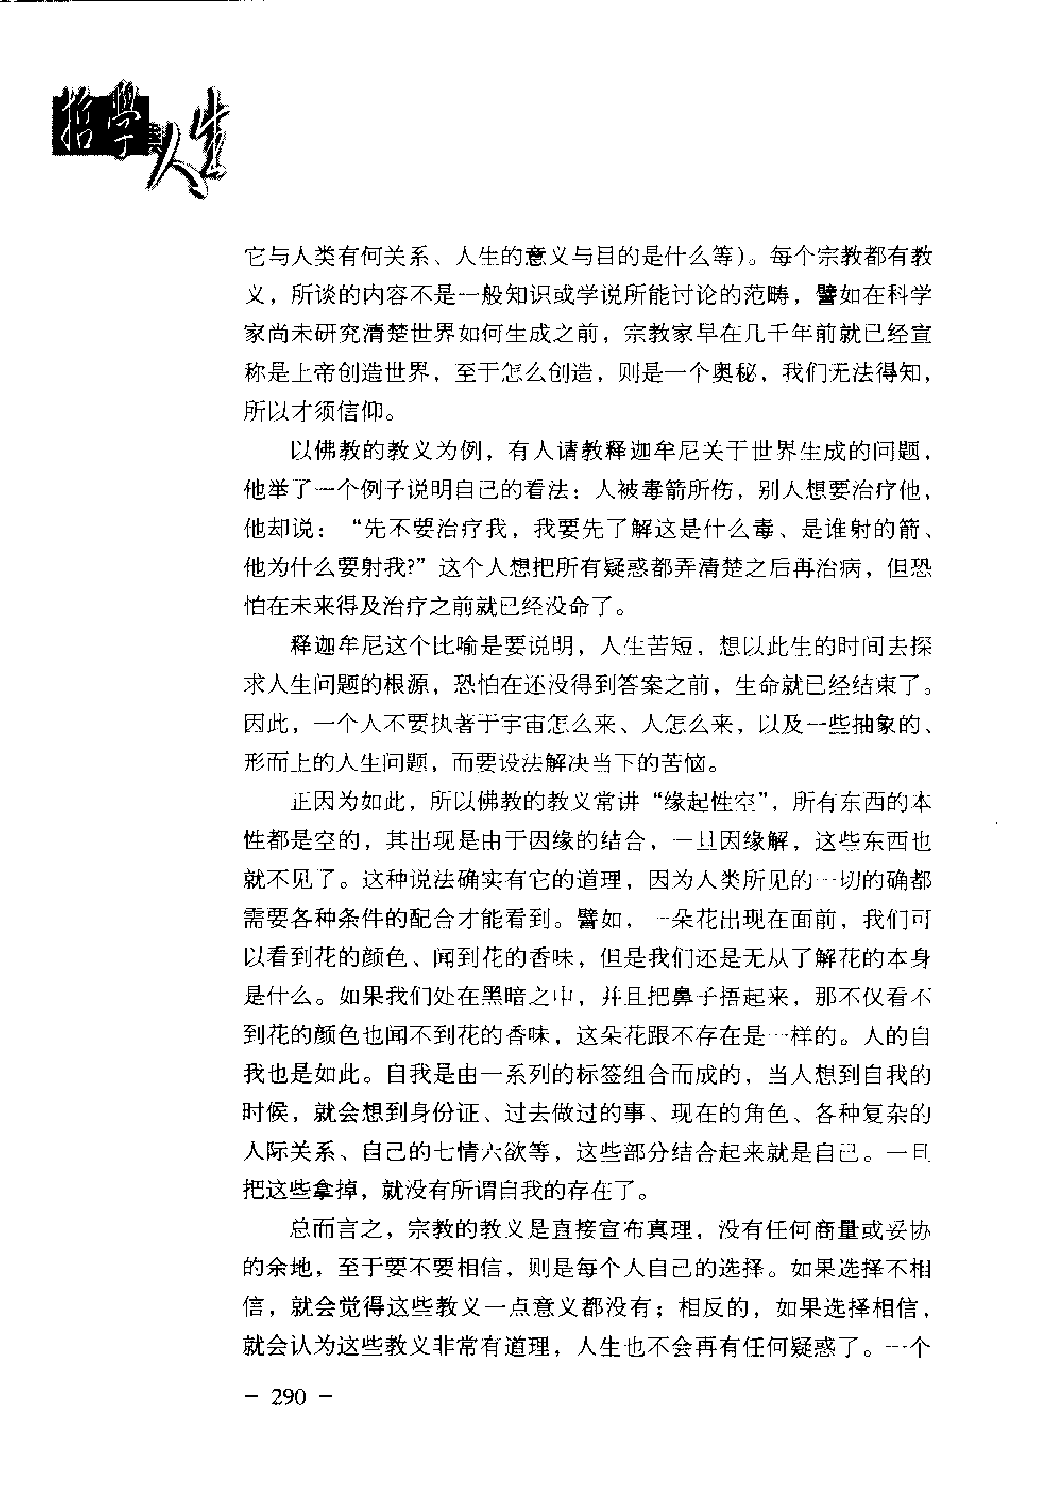 哲學與人生
它与人类有何关系、人生的意义与目的是什么等）。每个宗教都有教
义，所谈的内容不是一般知识或学说所能讨论的范畴，譬如在科学
家尚未研究清楚世界如何生成之前，宗教家早在几千年前就已经宣
称是上帝创造世界，至于怎么创造，则是一个奥秘，我们无法得知，
所以才须信仰。
以佛教的教义为例，有人请教释迦牟尼关于世界生成的问题，
他举了一个例子说明自己的看法：人被毒箭所伤，别人想要治疗他，
他却说：“先不要治疗我，我要先了解这是什么毒、是谁射的箭、
他为什么要射我?”这个人想把所有疑惑都弄清楚之后再治病，但恐
怕在未来得及治疗之前就已经没命了。
释迦牟尼这个比喻是要说明，人生苦短，想以此生的时间去探
求人生问题的根源，恐怕在还没得到答案之前，生命就已经结束了。
因此，一个人不要执著于宇宙怎么来、人怎么来，以及一些抽象的、
形而上的人生问题，而要设法解决当下的苦恼。
正因为如此，所以佛教的教义常讲“缘起性空”，所有东西的本
性都是空的，其出现是由于因缘的结合，一旦因缘解，这些东西也
就不见了。这种说法确实有它的道理，因为人类所见的一切的确都
需要各种条件的配合才能看到。譬如，一朵花出现在面前，我们可
以看到花的颜色、闻到花的香味，但是我们还是无从了解花的本身
是什么。如果我们处在黑暗之中，并且把鼻子捂起来，那不仅看不
到花的颜色也闻不到花的香味，这朵花跟不存在是一样的。人的自
我也是如此。自我是由一系列的标签组合而成的，当人想到自我的
时候，就会想到身份证、过去做过的事、现在的角色、各种复杂的
人际关系、自己的七情六欲等，这些部分结合起来就是自己。一旦
把这些拿掉，就没有所谓自我的存在了。
总而言之，宗教的教义是直接宣布真理，没有任何商量或妥协
的余地，至于要不要相信，则是每个人自己的选择。如果选择不相
信，就会觉得这些教义一点意义都没有；相反的，如果选择相信，
就会认为这些教义非常有道理，人生也不会再有任何疑惑了。一个
- 290 -